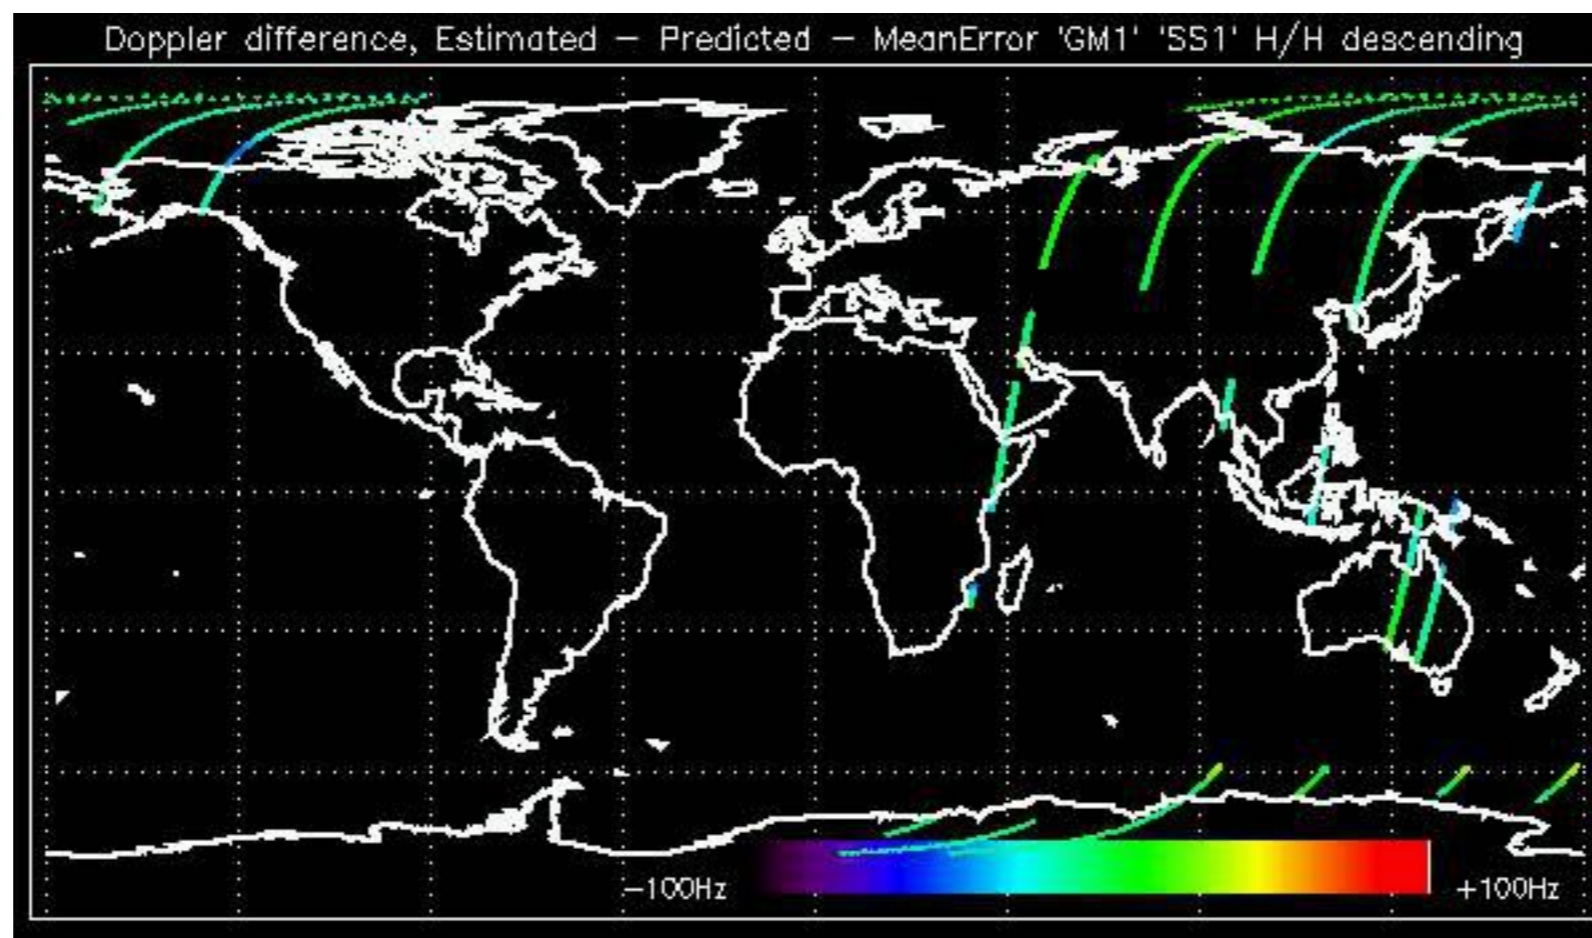 Doppler difference, Estimated – Predicted – MeanError 'GM1' 'SS1' H/H descending
–100Hz
+100Hz